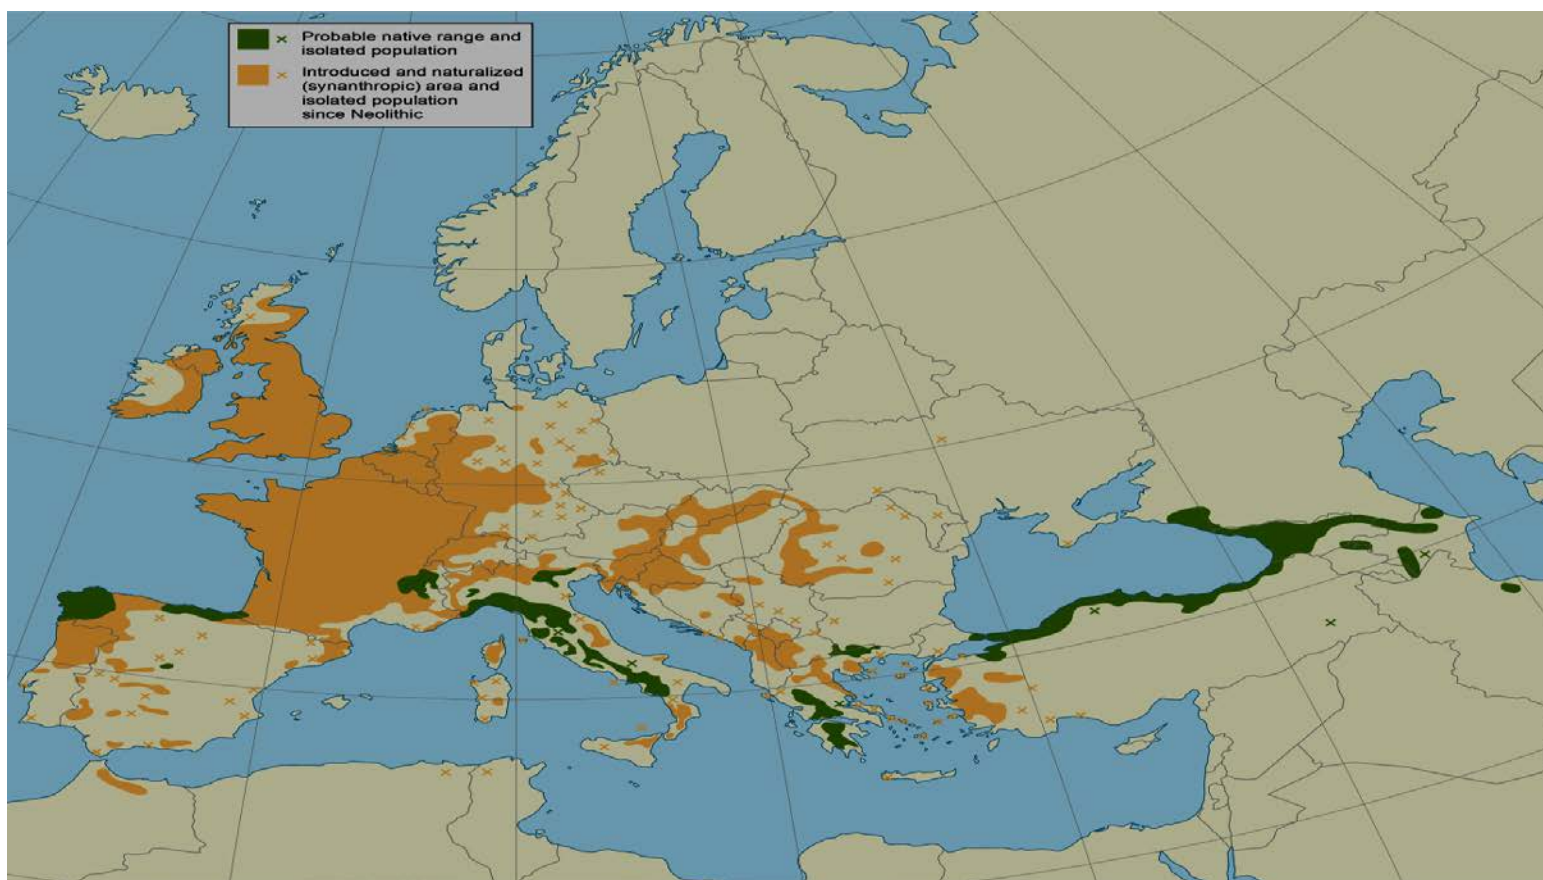 Probable native range and
isolated population
Introduced and naturalized
(synanthropic) area and
isolated population
since Neolithic